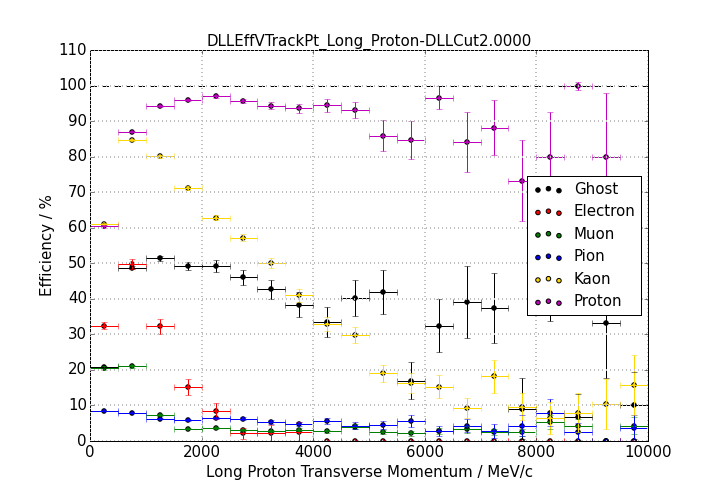 DLLEffVTrackPt_Long_Proton-DLLCut2.0000
110
100
90
80
70
60
50
40
30
20
10
0
Efficiency / %
Ghost
Electron
Muon
Pion
Kaon
Proton
0 2000 4000 6000 8000 10000
Long Proton Transverse Momentum / MeV/c